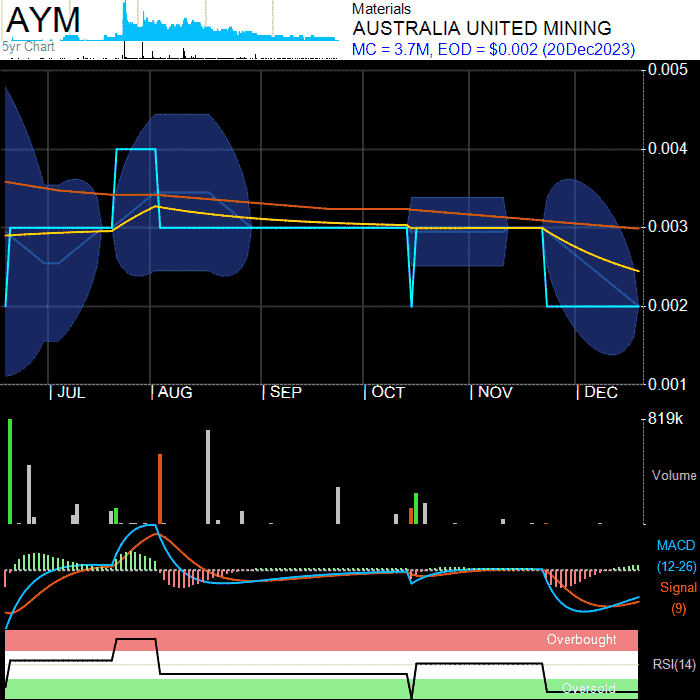 AYM
5yr Chart
Materials
AUSTRALIA UNITED MINING
MC = 3.7M, EOD = $0.002 (20Dec2023)
0.005
0.004
0.003
0.002
0.001
| JUL | AUG | SEP | OCT | NOV | DEC
819k
Volume
MACD
(12-26)
Signal
(9)
Overbought
RSI(14)
Oversold